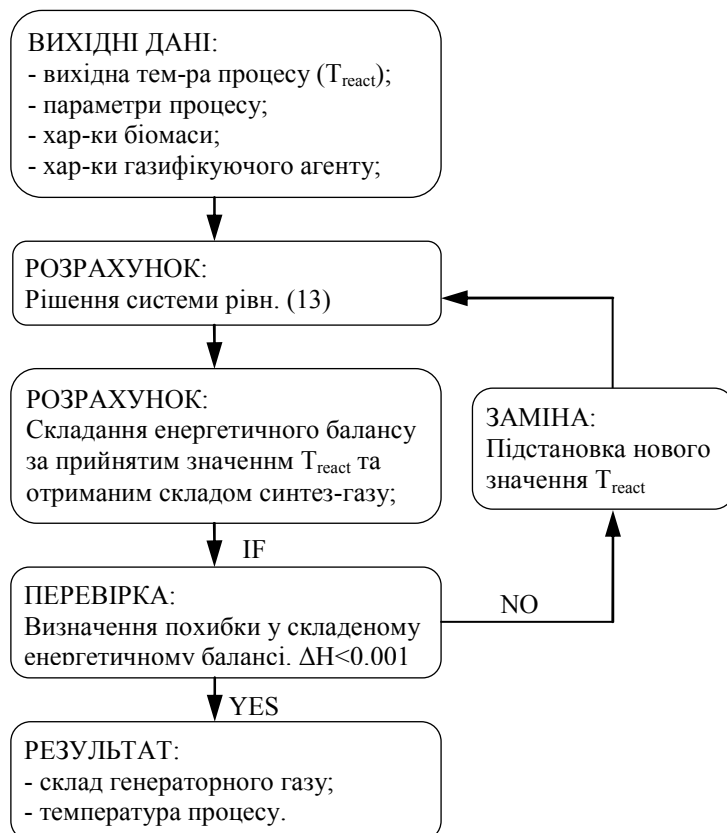 ВИХІДНІ ДАНІ:
- вихідна тем-ра процесу (Treact);
- параметри процесу;
- хар-ки біомаси;
- хар-ки газифікуючого агенту;
РОЗРАХУНОК:
Рішення системи рівн. (13)
РОЗРАХУНОК:
Складання енергетичного балансу
за прийнятим значеннм Treact та
отриманим складом синтез-газу;
ЗАМІНА:
Підстановка нового
значення Treact
IF
ПЕРЕВІРКА:
Визначення похибки у складеному
енергетичному балансі. ΔH<0.001
NO
YES
РЕЗУЛЬТАТ:
- склад генераторного газу;
- температура процесу.